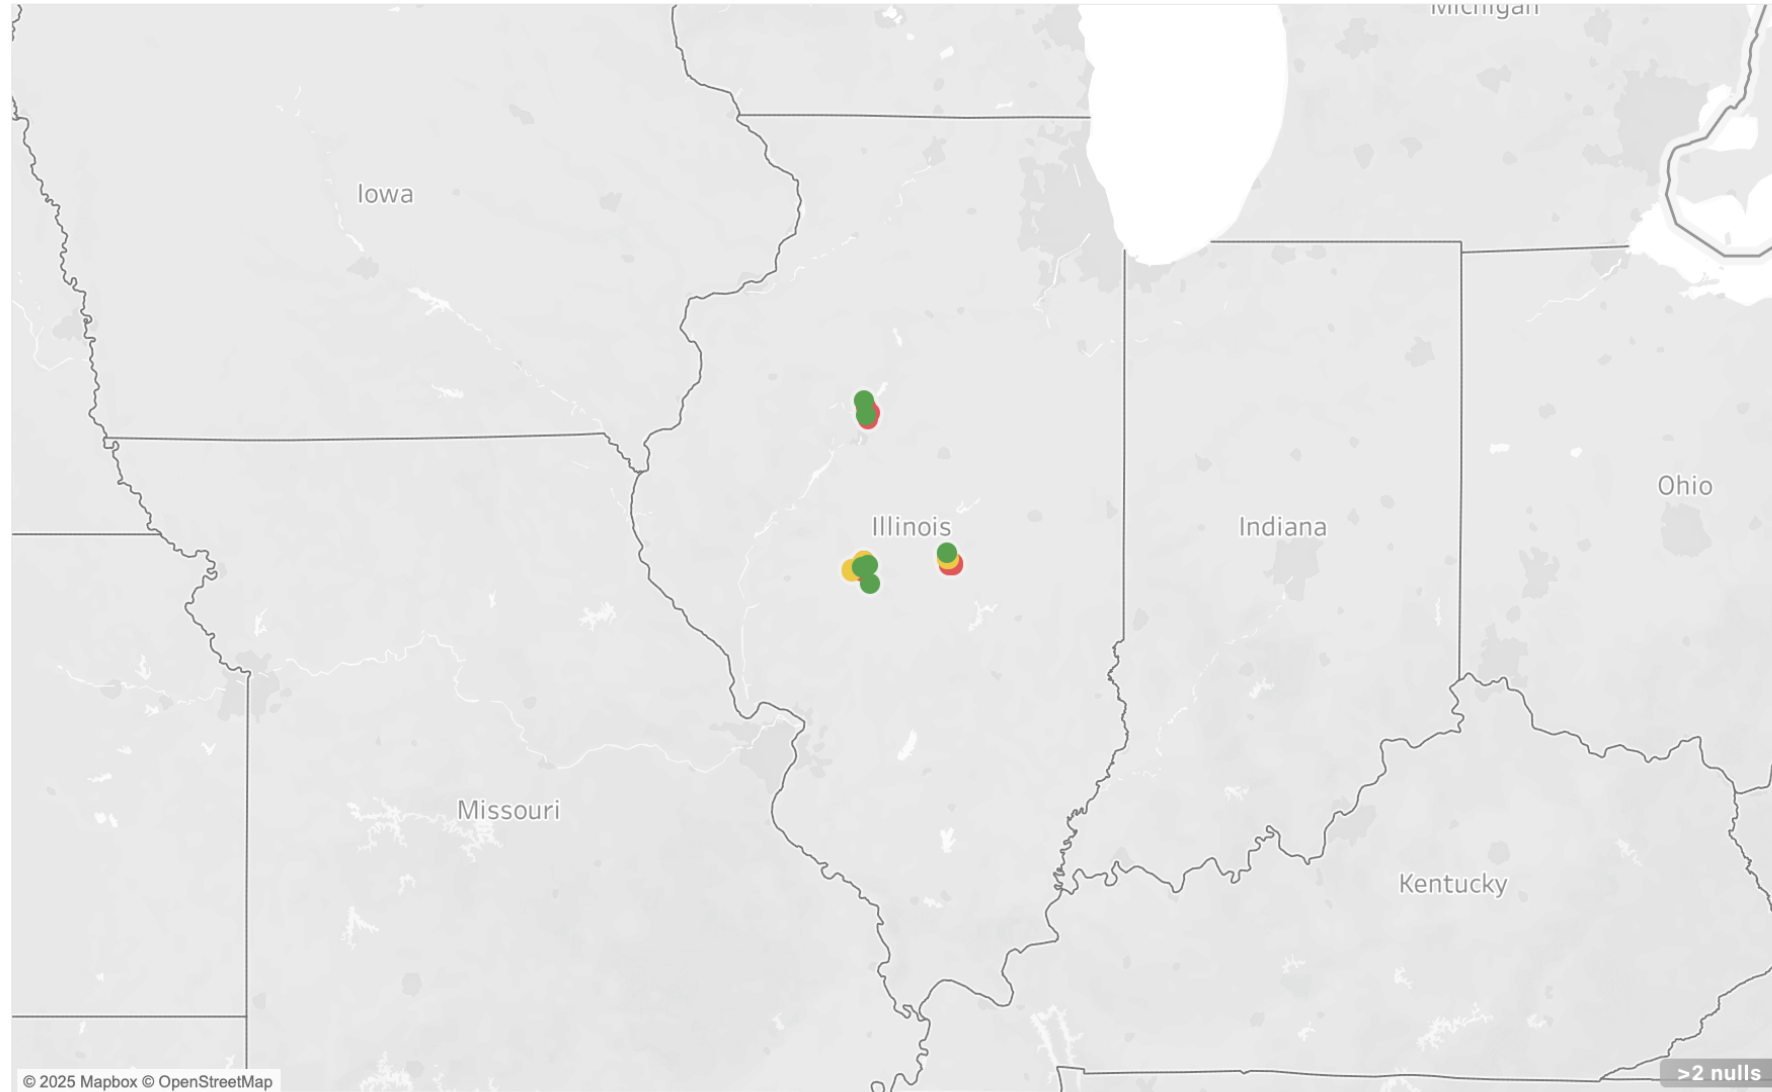 Michigan
Iowa
Ohio
Illinois
Indiana
Missouri
Kentucky
© 2025 Mapbox © OpenStreetMap
>2 nulls